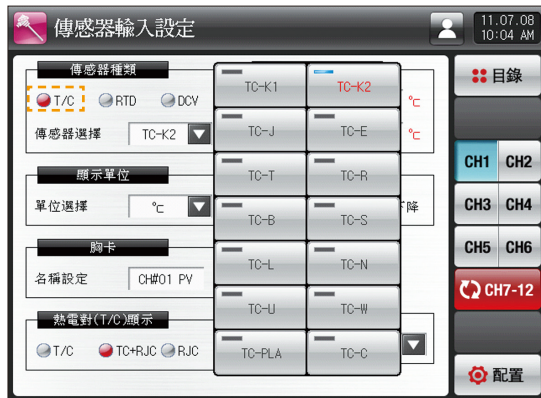 傳感器輸入設定
11.07.08
10:04 AM
傳感器種類
T/C RTD DCV
℃
傳感器選擇 TC-K2
℃
顯示單位
單位選擇 ℃
降
胸卡
名稱設定 CH#01 PV
熱電對(T/C)顯示
T/C TC+RJC RJC
TC-K1 TC-K2
TC-J TC-E
TC-T TC-R
TC-B TC-S
TC-L TC-N
TC-U TC-W
TC-PLA TC-C
目錄
CH1 CH2
CH3 CH4
CH5 CH6
CH7-12
配置